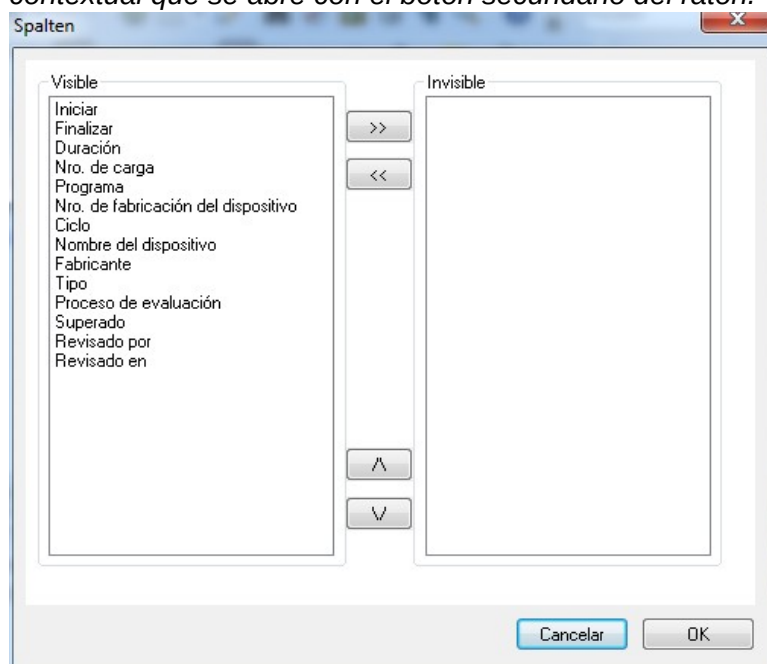 contextual que se abre con el botón secundario del ratón.
Spalten
x
Visible
Invisible
Iniciar
Finalizar
Duración
Nro. de carga
Programa
Nro. de fabricación del dispositivo
Ciclo
Nombre del dispositivo
Fabricante
Tipo
Proceso de evaluación
Superado
Revisado por
Revisado en
>>
<<
/\
\/
Cancelar
OK